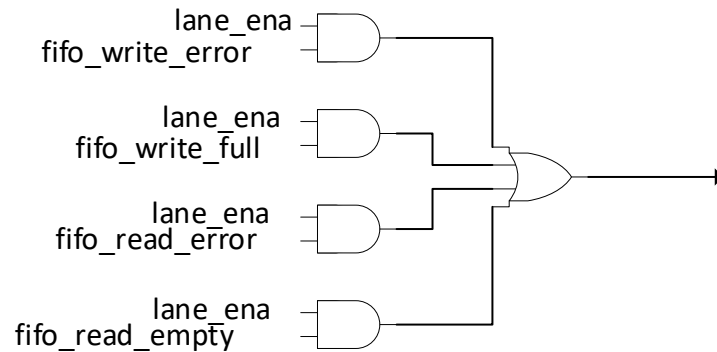 lane_ena
fifo_write_error
lane_ena
fifo_write_full
lane_ena
fifo_read_error
lane_ena
fifo_read_empty